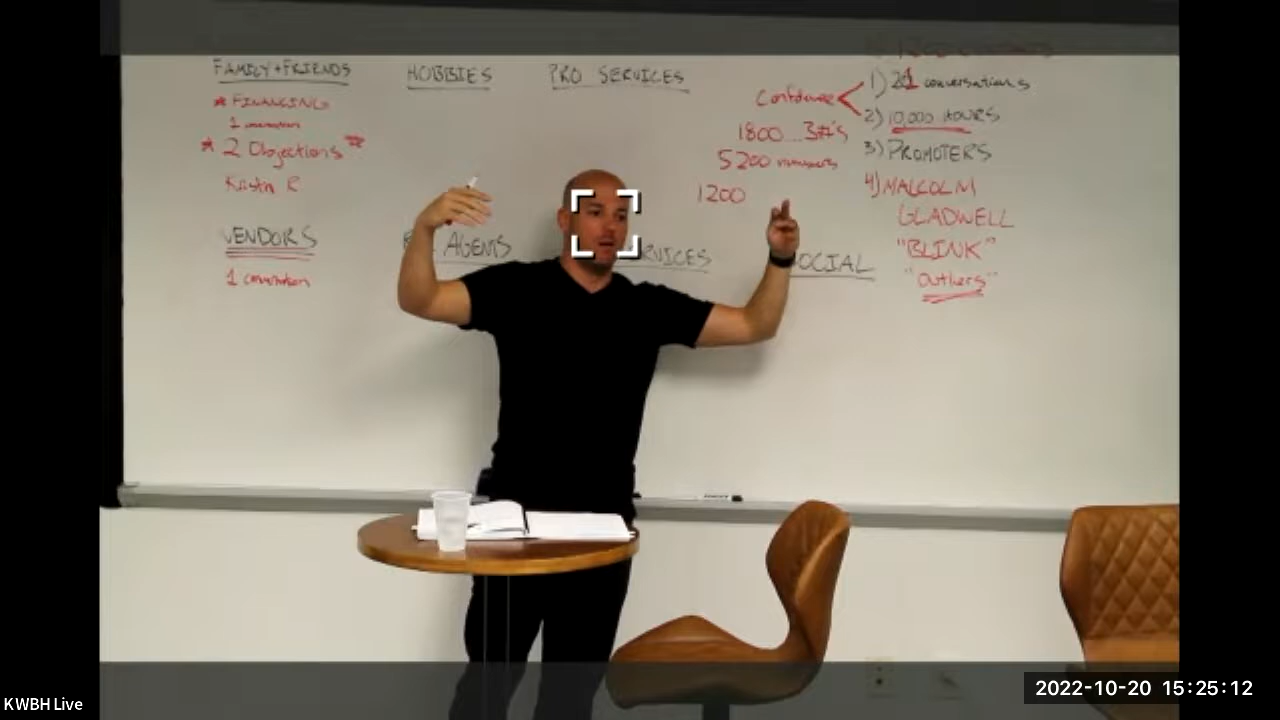 FAMILY+FRIENDS
* FINANCING
1 conversation
* 2 Objections
Kristin R
HOBBIES
PRO SERVICES
Confidence <
1) 21 conversations
2) 10,000 HOURS
1800...3#'s
5200 numbers
1200
3) PROMOTERS
4) MALCOLM
GLADWELL
"BLINK"
"Outliers"
VENDORS
1 conversation
AGENTS
SOCIAL
KWBH Live
2022-10-20 15:25:12